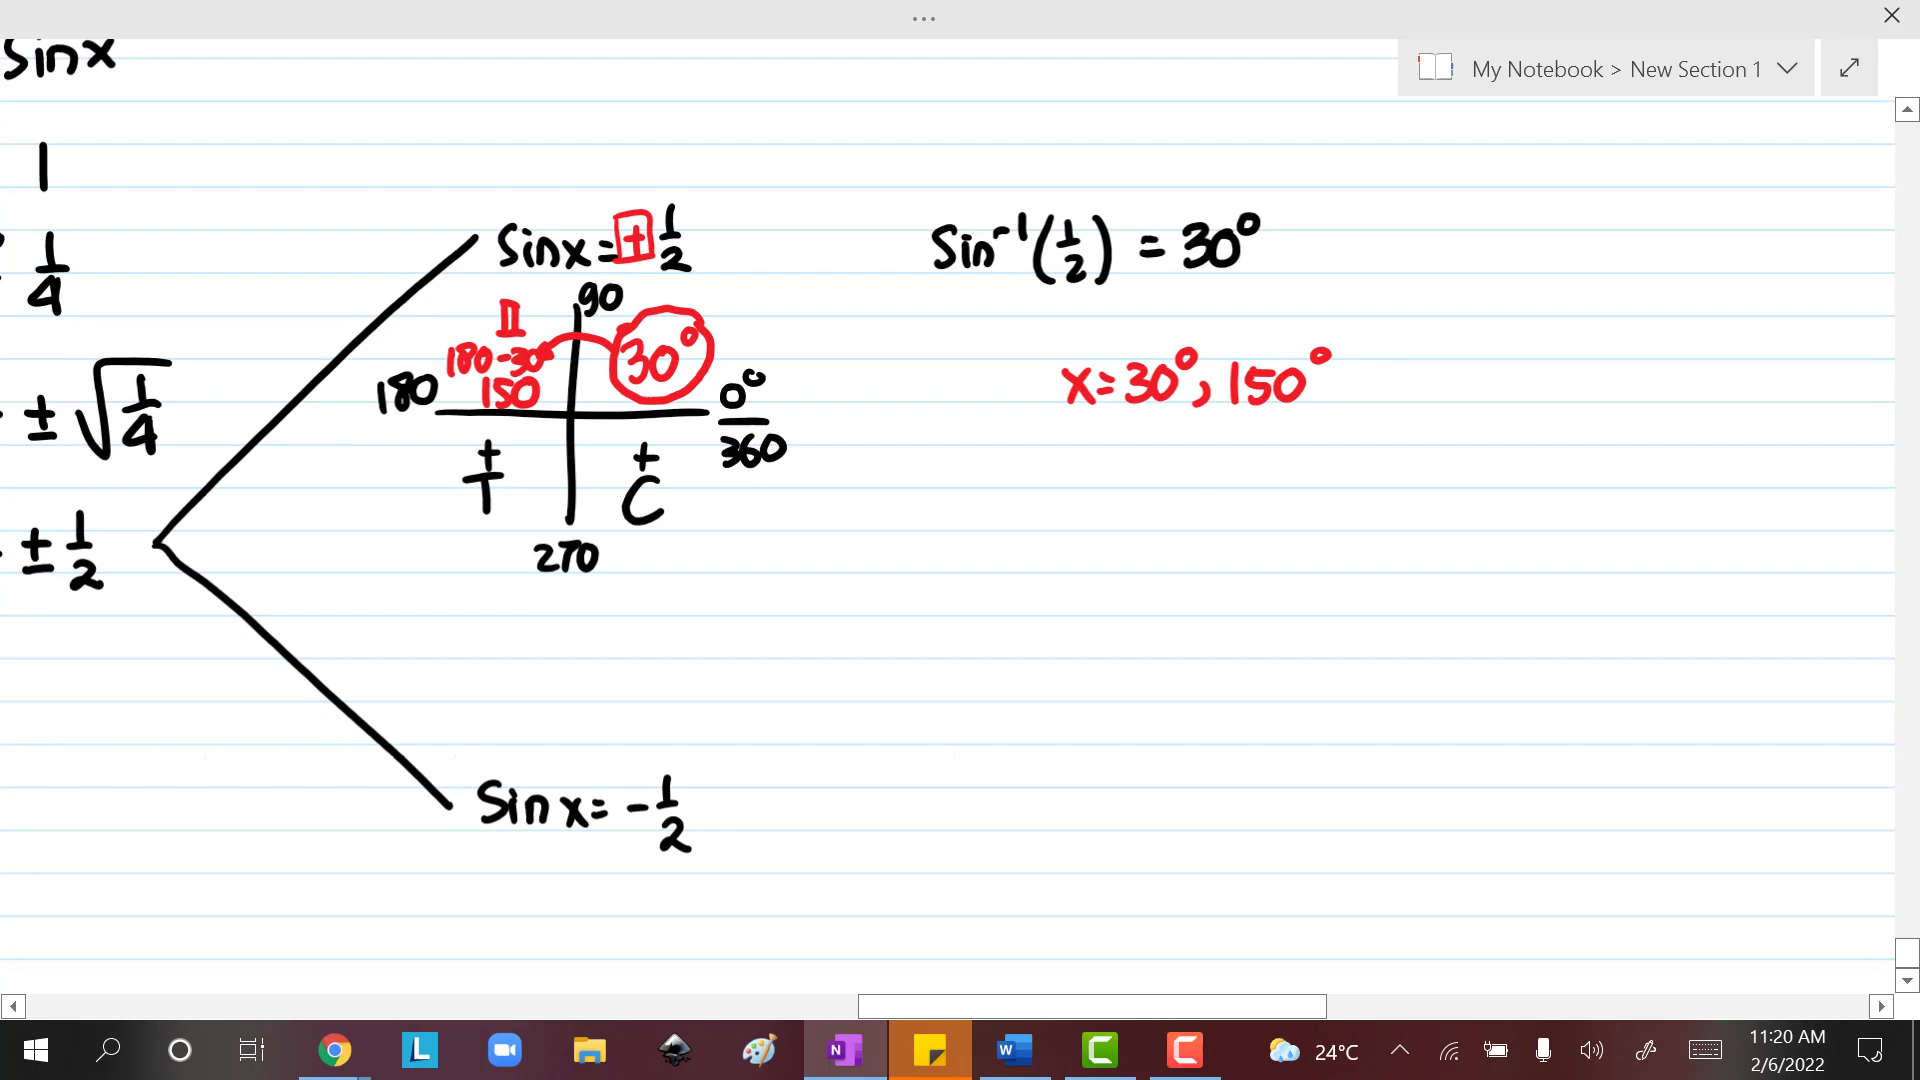 My Notebook > New Section 1
Sinx
1
1/4
± √1/4
± 1/2
Sinx = + 1/2
90
II
180-30
150
30°
180
0°
360
+
T
+
C
270
Sin⁻¹(1/2) = 30°
x=30°, 150°
Sin x = - 1/2
24°C
11:20 AM
2/6/2022